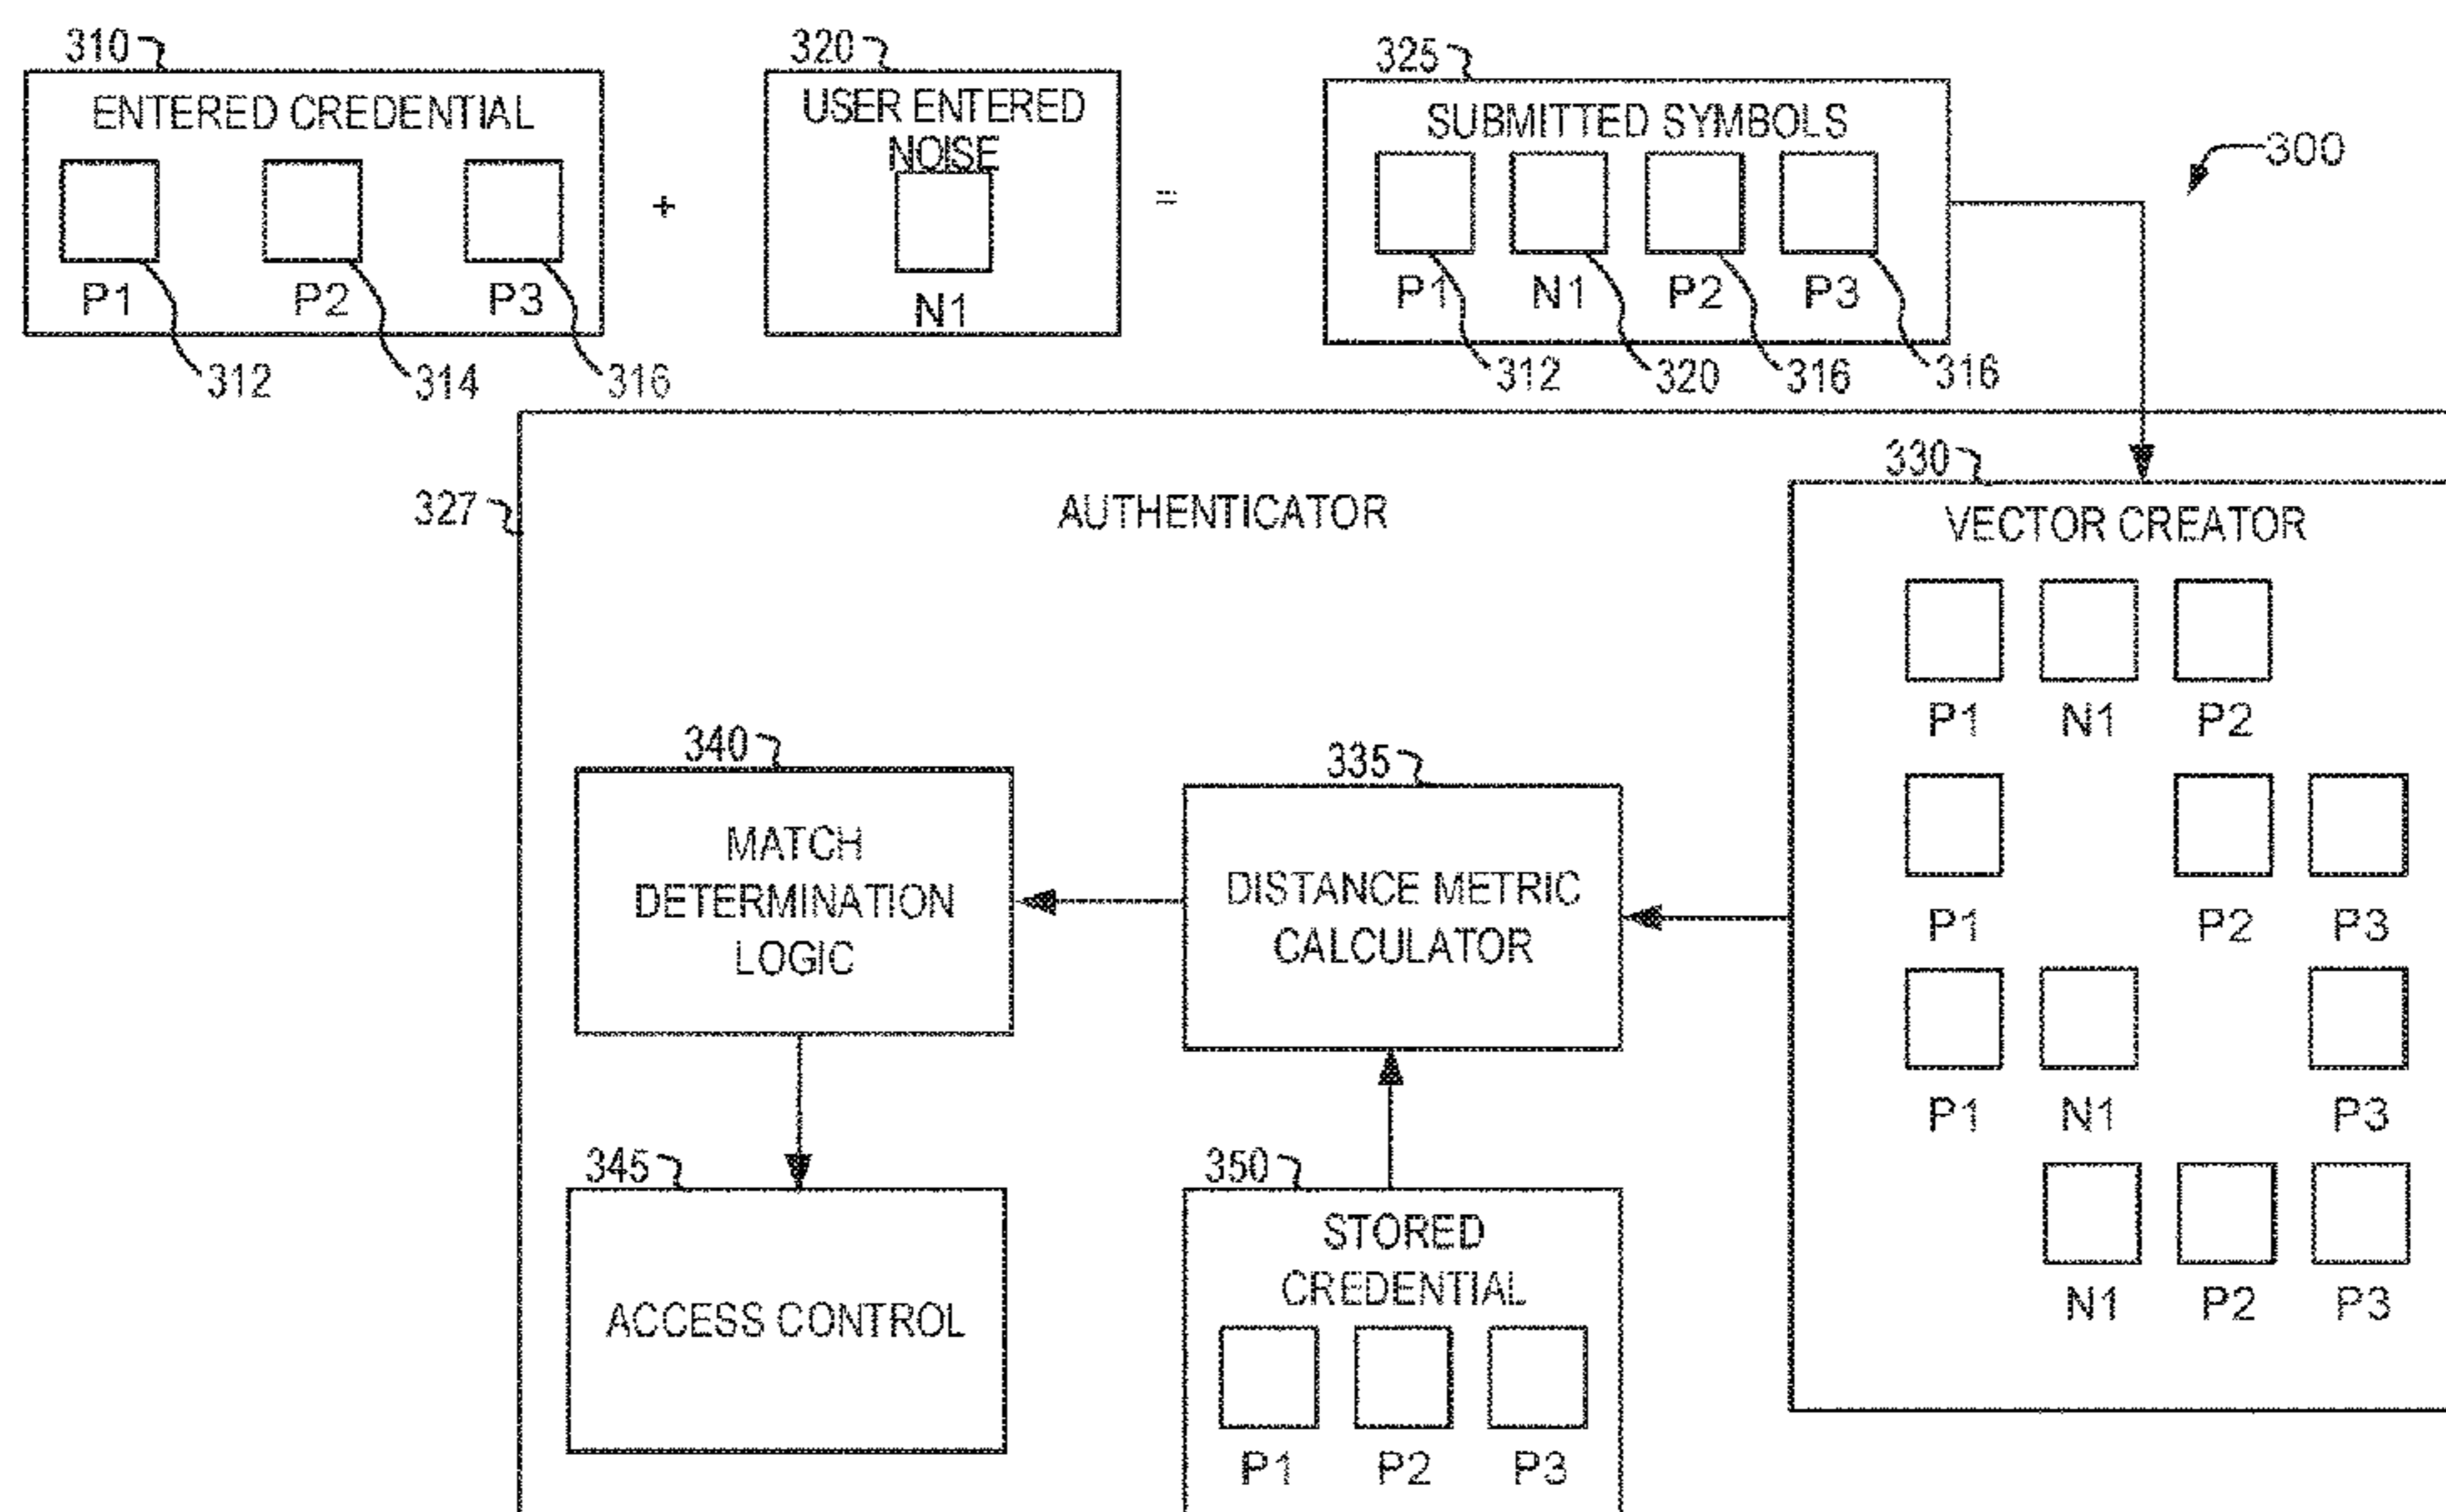 310
ENTERED CREDENTIAL
P1 P2 P3
312 314 316
+
320
USER ENTERED
NOISE
N1
=
325
SUBMITTED SYMBOLS
P1 N1 P2 P3
312 320 316 316
300
327
AUTHENTICATOR
330
VECTOR CREATOR
P1 N1 P2
P1 P2 P3
P1 N1 P3
N1 P2 P3
340
MATCH
DETERMINATION
LOGIC
335
DISTANCE METRIC
CALCULATOR
345
ACCESS CONTROL
350
STORED
CREDENTIAL
P1 P2 P3